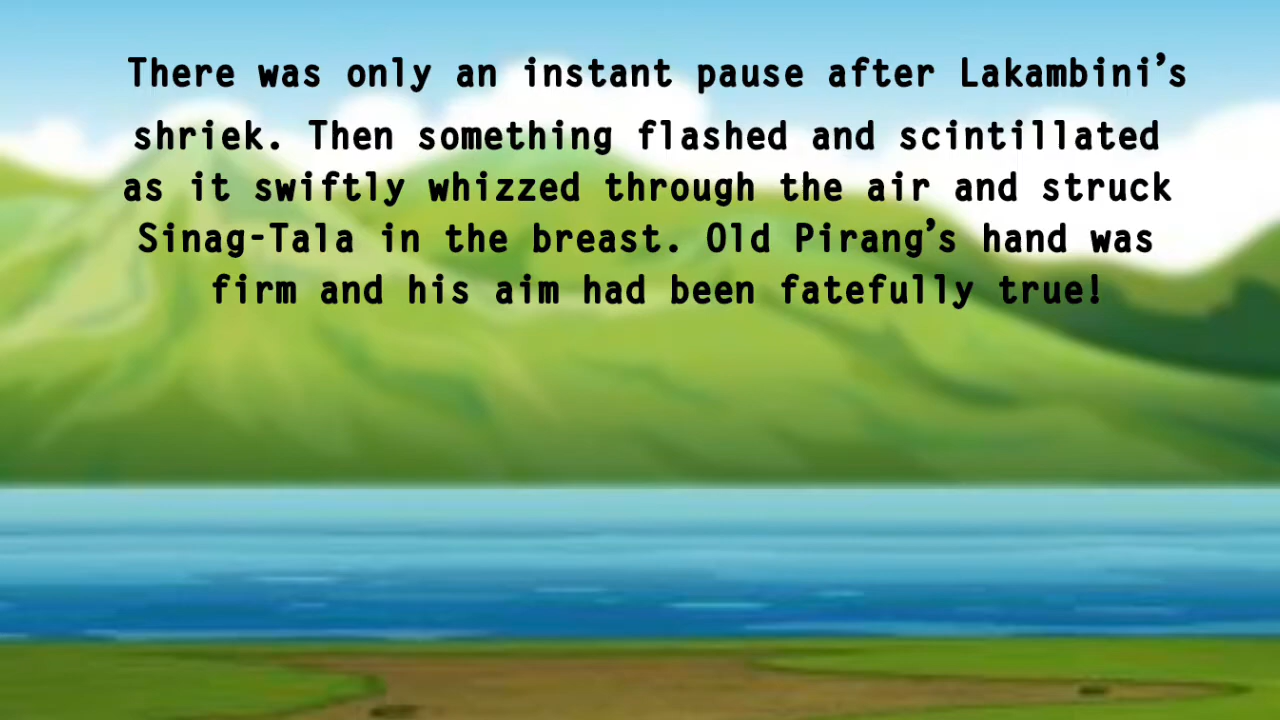 There was only an instant pause after Lakambini’s
shriek. Then something flashed and scintillated
as it swiftly whizzed through the air and struck
Sinag-Tala in the breast. Old Pirang’s hand was
firm and his aim had been fatefully true!